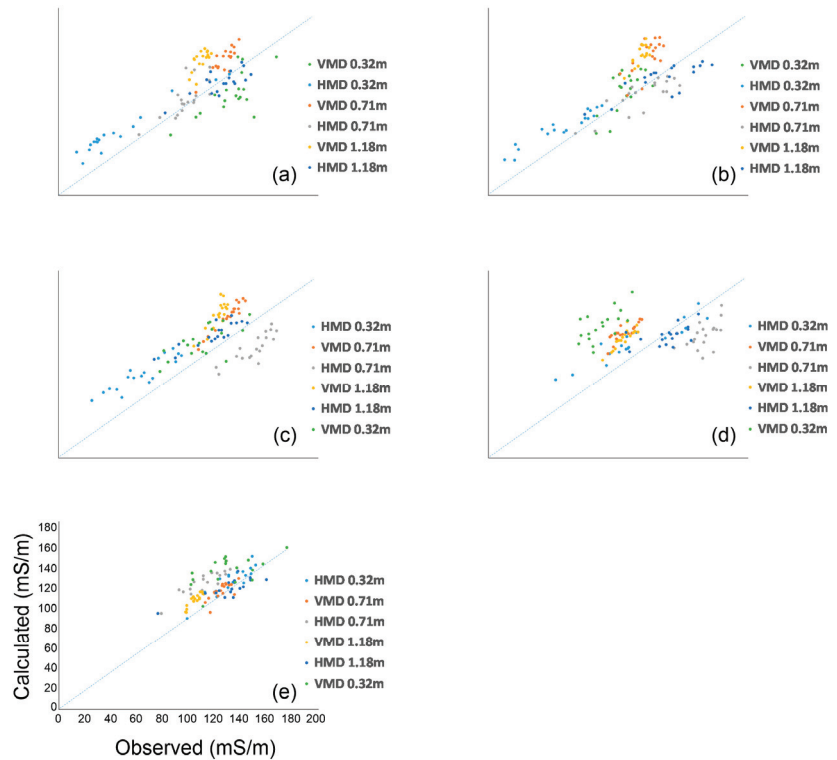 VMD 0.32m
HMD 0.32m
VMD 0.71m
HMD 0.71m
VMD 1.18m
HMD 1.18m
(a)
VMD 0.32m
HMD 0.32m
VMD 0.71m
HMD 0.71m
VMD 1.18m
HMD 1.18m
(b)
HMD 0.32m
VMD 0.71m
HMD 0.71m
VMD 1.18m
HMD 1.18m
VMD 0.32m
(c)
HMD 0.32m
VMD 0.71m
HMD 0.71m
VMD 1.18m
HMD 1.18m
VMD 0.32m
(d)
Calculated (mS/m)
180
160
140
120
100
80
60
40
20
0
HMD 0.32m
VMD 0.71m
HMD 0.71m
VMD 1.18m
HMD 1.18m
VMD 0.32m
(e)
0 20 40 60 80 100 120 140 160 180 200
Observed (mS/m)